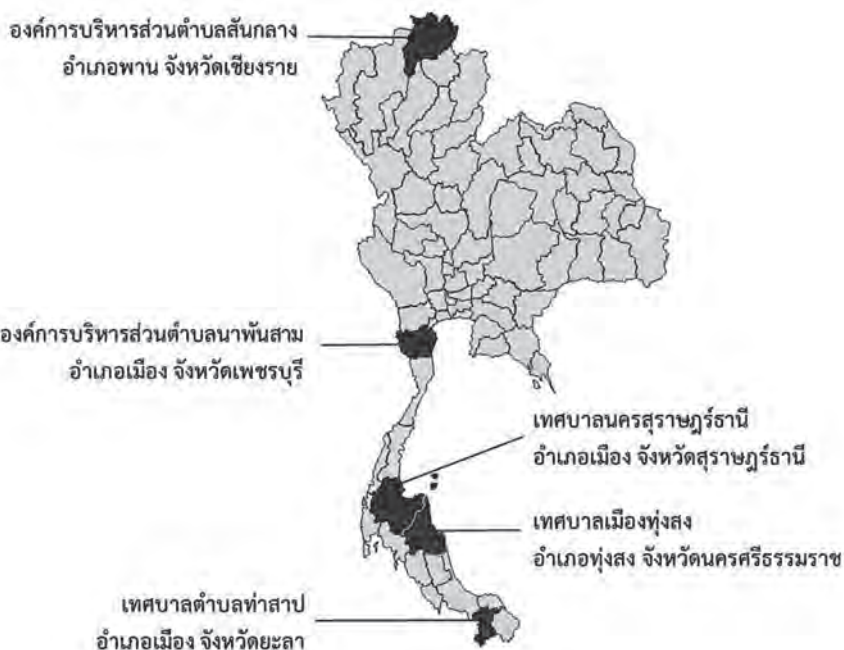 องค์การบริหารส่วนตำบลสันกลาง
อำเภอพาน จังหวัดเชียงราย
องค์การบริหารส่วนตำบลนาพันสาม
อำเภอเมือง จังหวัดเพชรบุรี
เทศบาลนครสุราษฎร์ธานี
อำเภอเมือง จังหวัดสุราษฎร์ธานี
เทศบาลเมืองทุ่งสง
อำเภอทุ่งสง จังหวัดนครศรีธรรมราช
เทศบาลตำบลท่าสาป
อำเภอเมือง จังหวัดยะลา